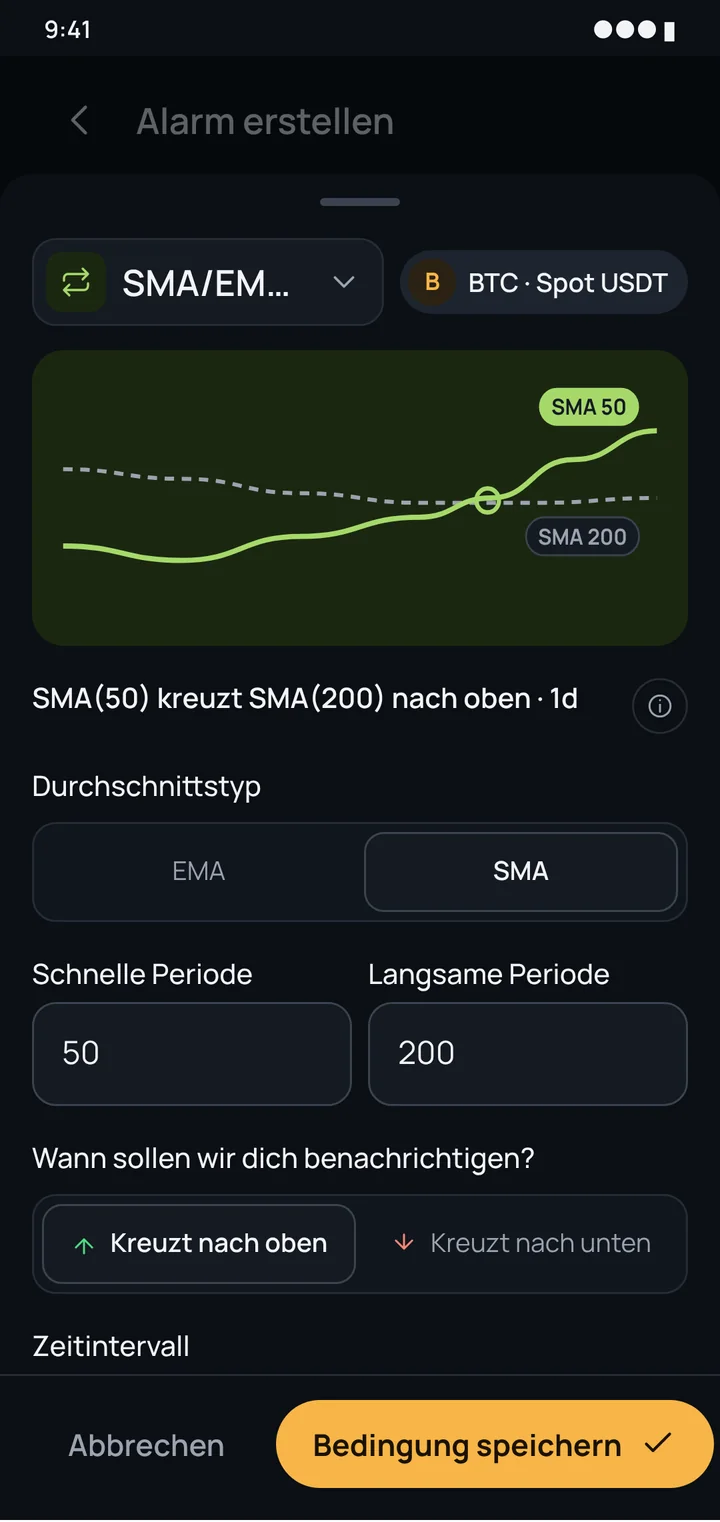 9:41
Alarm erstellen
SMA/EM...
B BTC · Spot USDT
SMA 50
SMA 200
SMA(50) kreuzt SMA(200) nach oben · 1d
Durchschnittstyp
EMA SMA
Schnelle Periode Langsame Periode
50 200
Wann sollen wir dich benachrichtigen?
Kreuzt nach oben Kreuzt nach unten
Zeitintervall
Abbrechen Bedingung speichern